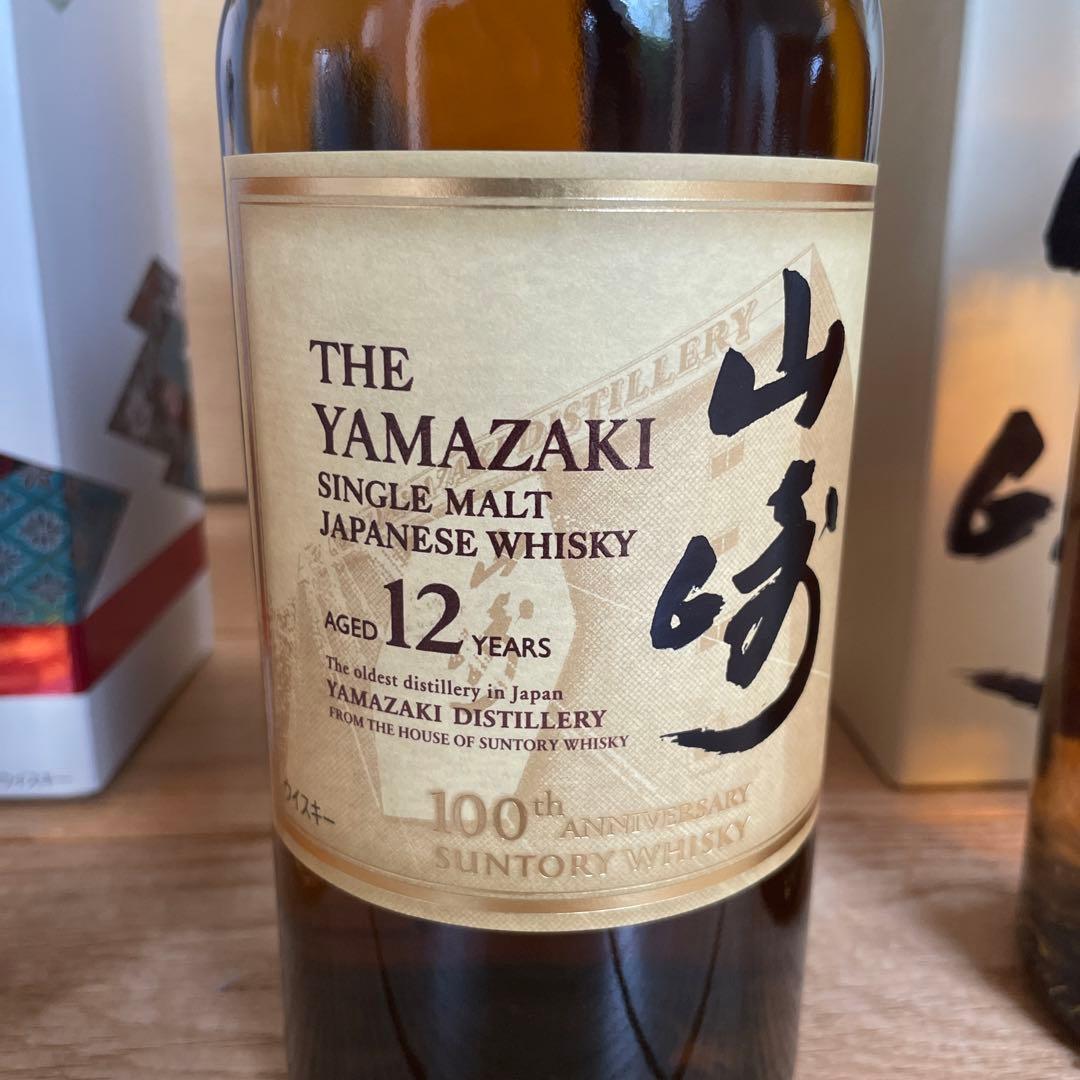 THE
YAMAZAKI
SINGLE MALT
JAPANESE WHISKY
AGED 12 YEARS
The oldest distillery in Japan
YAMAZAKI DISTILLERY
FROM THE HOUSE OF SUNTORY WHISKY
山崎
DISTILLERY
ウイスキー
100th ANNIVERSARY
SUNTORY WHISKY